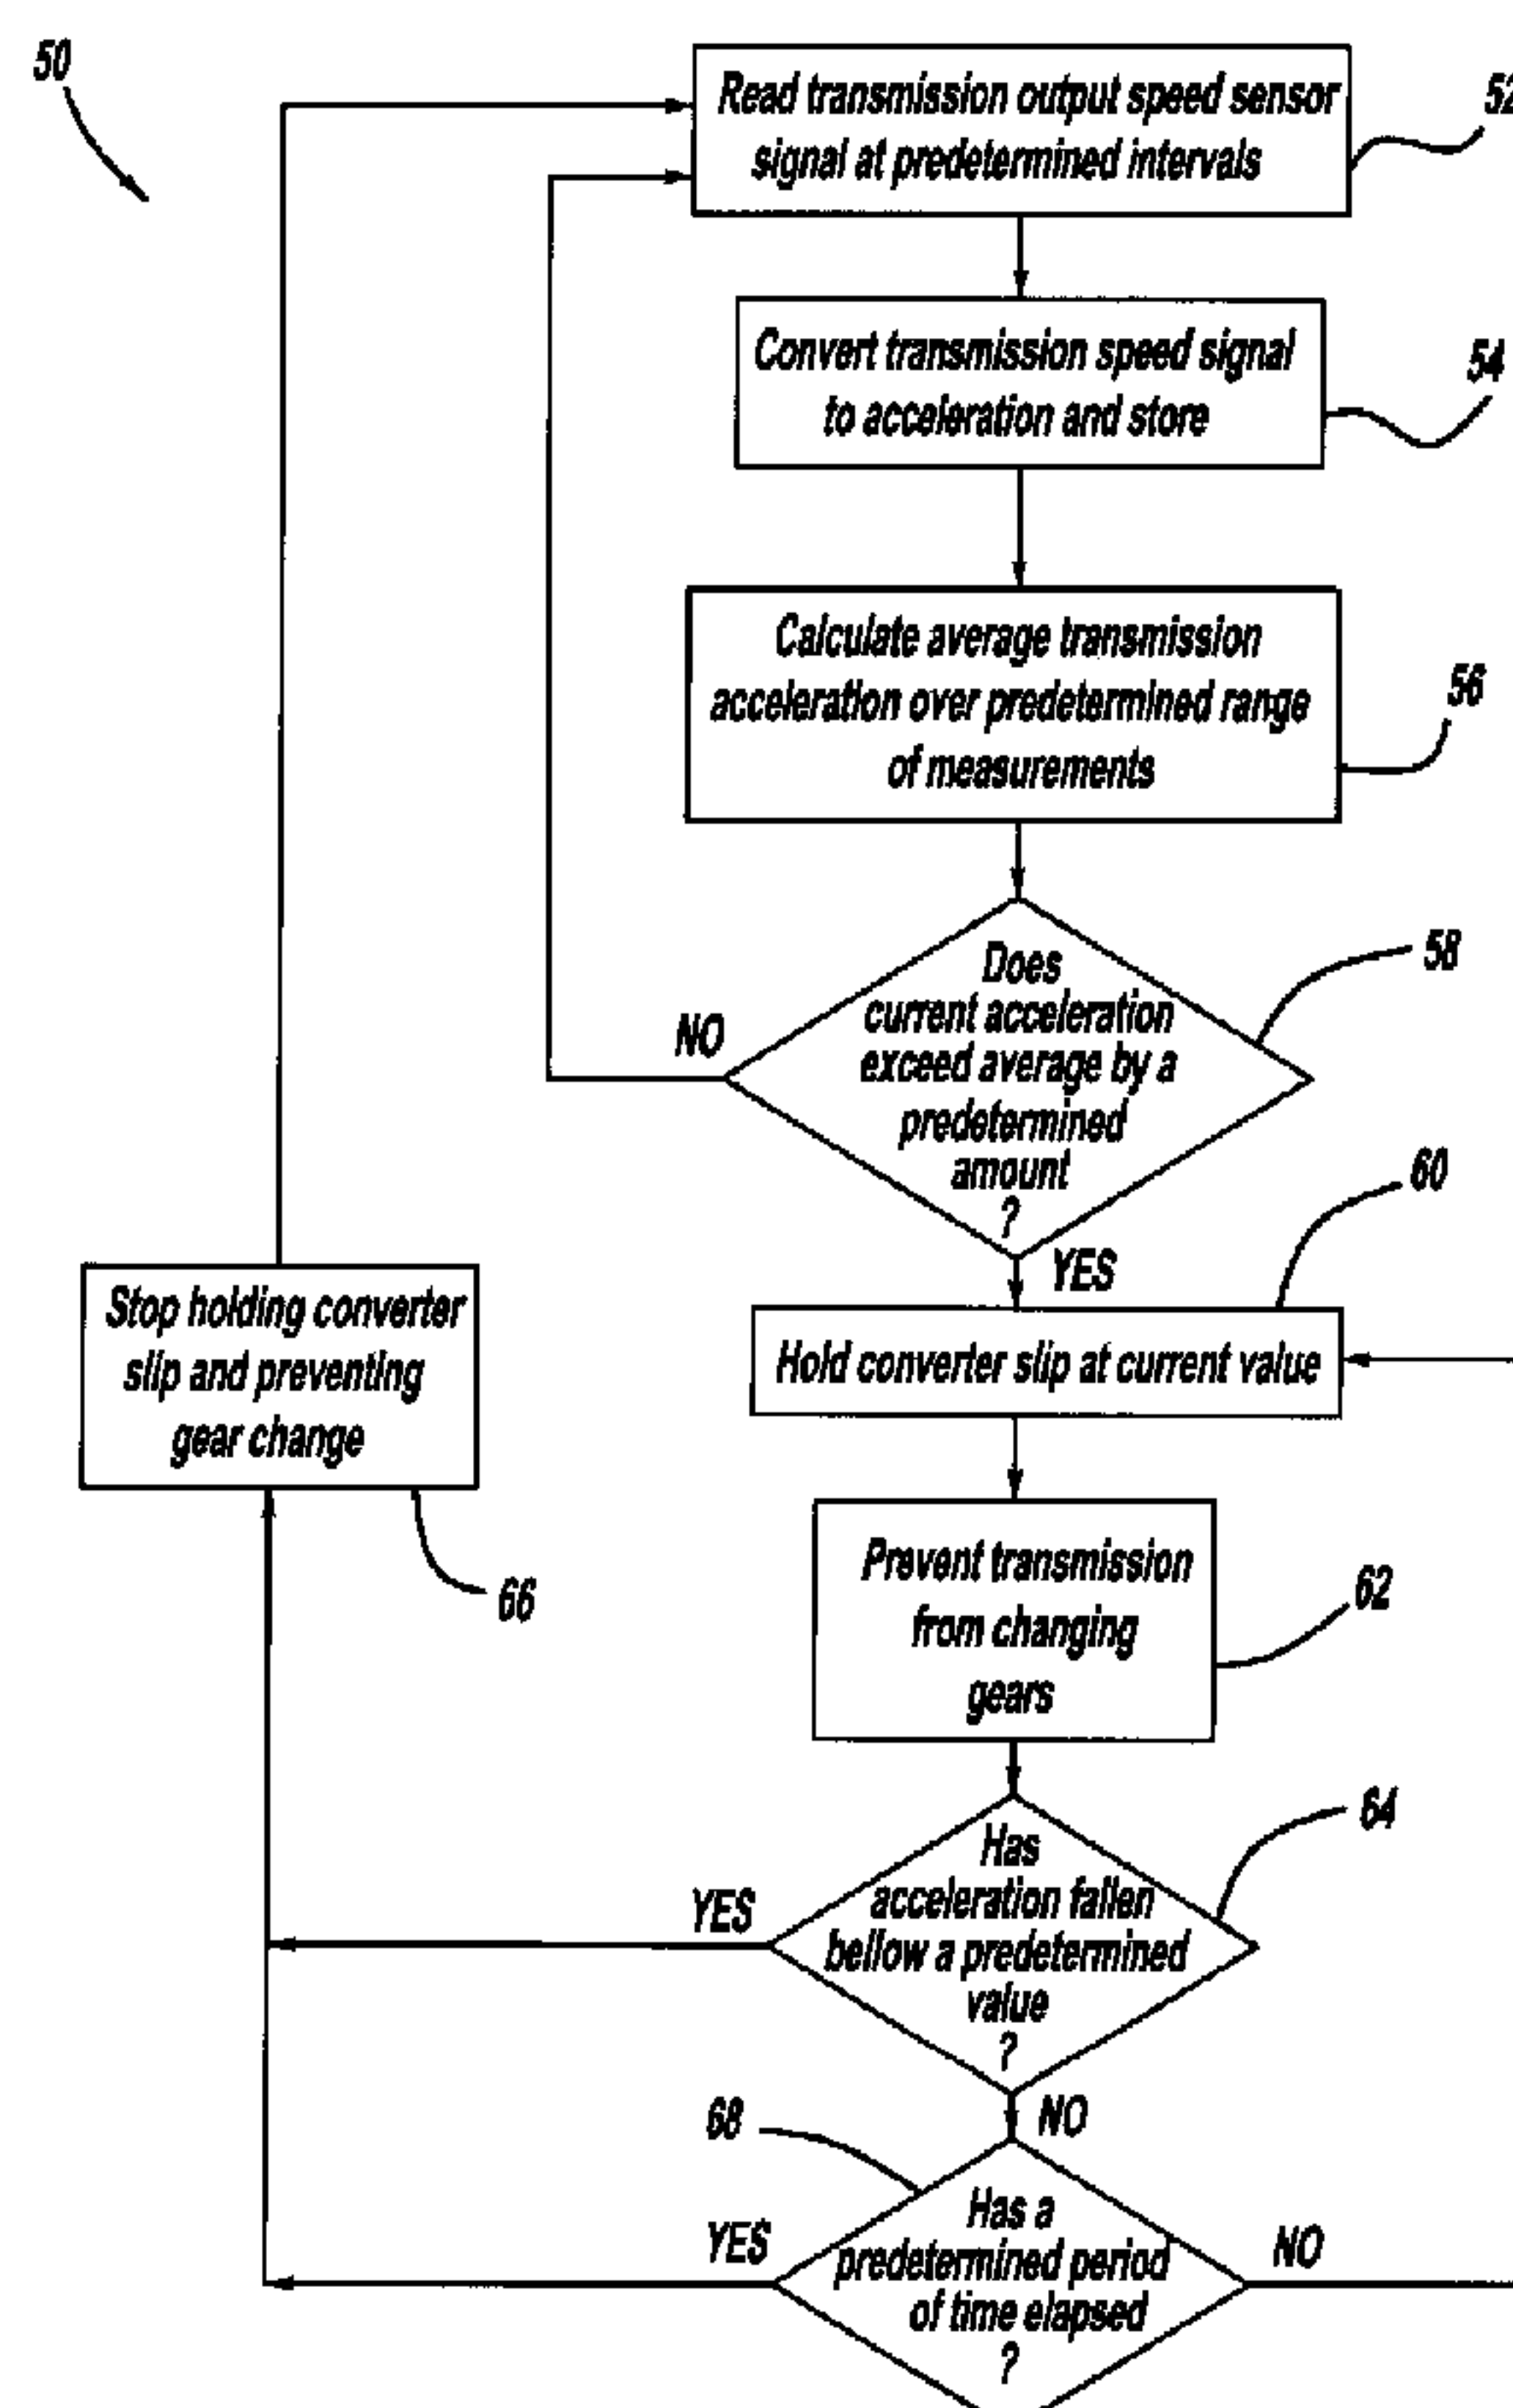 50
Read transmission output speed sensor
signal at predetermined intervals
52
Convert transmission speed signal
to acceleration and store
54
Calculate average transmission
acceleration over predetermined range
of measurements
56
Does
current acceleration
exceed average by a
predetermined
amount
?
58
NO
YES
60
Hold converter slip at current value
Stop holding converter
slip and preventing
gear change
66
Prevent transmission
from changing
gears
62
Has
acceleration fallen
bellow a predetermined
value
?
64
YES
NO
68
Has a
predetermined period
of time elapsed
?
YES
NO